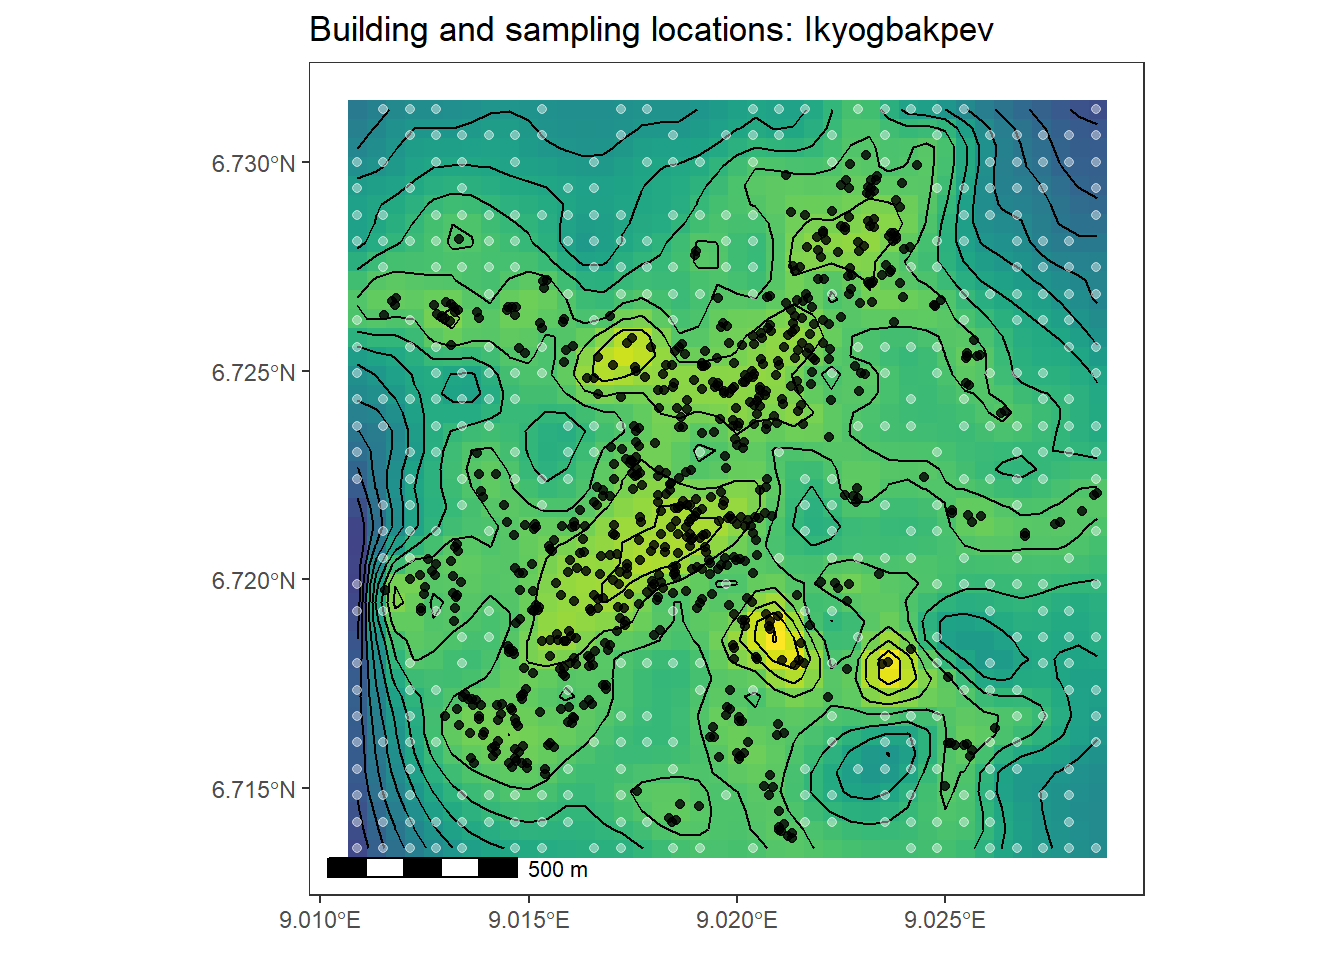 Building and sampling locations: Ikyogbakpev
6.730°N
6.725°N
6.720°N
6.715°N
500 m
9.010°E 9.015°E 9.020°E 9.025°E